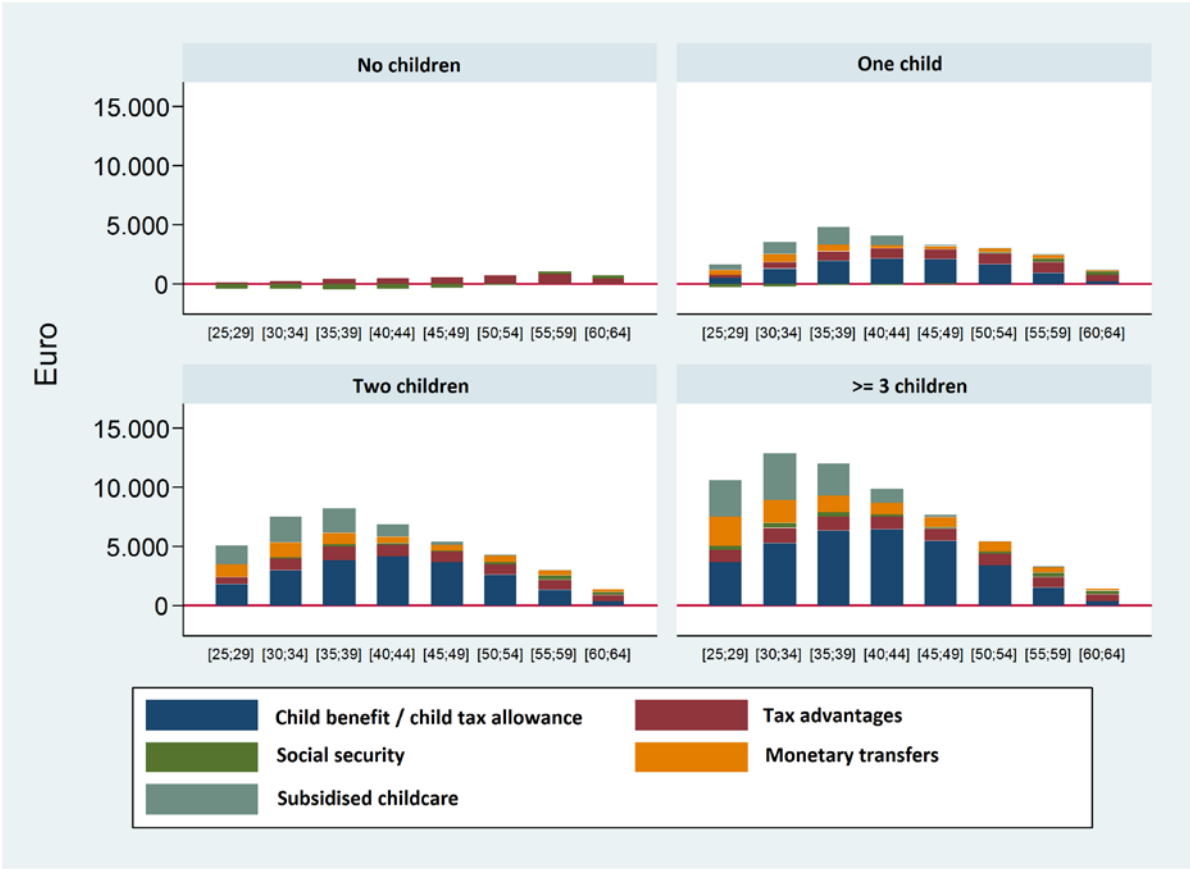 No children
One child
15.000
10.000
5.000
0
[25;29] [30;34] [35;39] [40;44] [45;49] [50;54] [55;59] [60;64]
[25;29] [30;34] [35;39] [40;44] [45;49] [50;54] [55;59] [60;64]
Euro
Two children
>= 3 children
15.000
10.000
5.000
0
[25;29] [30;34] [35;39] [40;44] [45;49] [50;54] [55;59] [60;64]
[25;29] [30;34] [35;39] [40;44] [45;49] [50;54] [55;59] [60;64]
Child benefit / child tax allowance
Tax advantages
Social security
Monetary transfers
Subsidised childcare